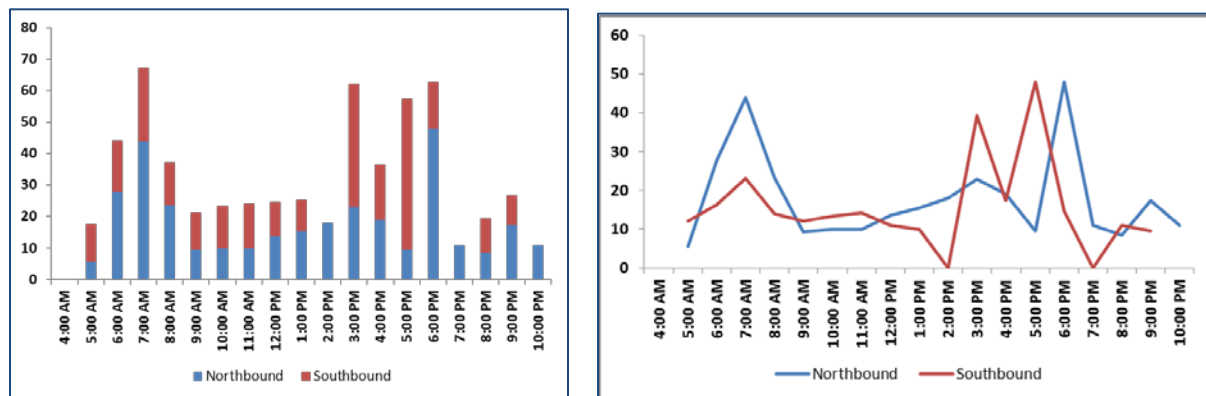 80
70
60
50
40
30
20
10
0
4:00 AM
5:00 AM
6:00 AM
7:00 AM
8:00 AM
9:00 AM
10:00 AM
11:00 AM
12:00 PM
1:00 PM
2:00 PM
3:00 PM
4:00 PM
5:00 PM
6:00 PM
7:00 PM
8:00 PM
9:00 PM
10:00 PM
Northbound Southbound
60
50
40
30
20
10
0
4:00 AM
5:00 AM
6:00 AM
7:00 AM
8:00 AM
9:00 AM
10:00 AM
11:00 AM
12:00 PM
1:00 PM
2:00 PM
3:00 PM
4:00 PM
5:00 PM
6:00 PM
7:00 PM
8:00 PM
9:00 PM
10:00 PM
Northbound Southbound